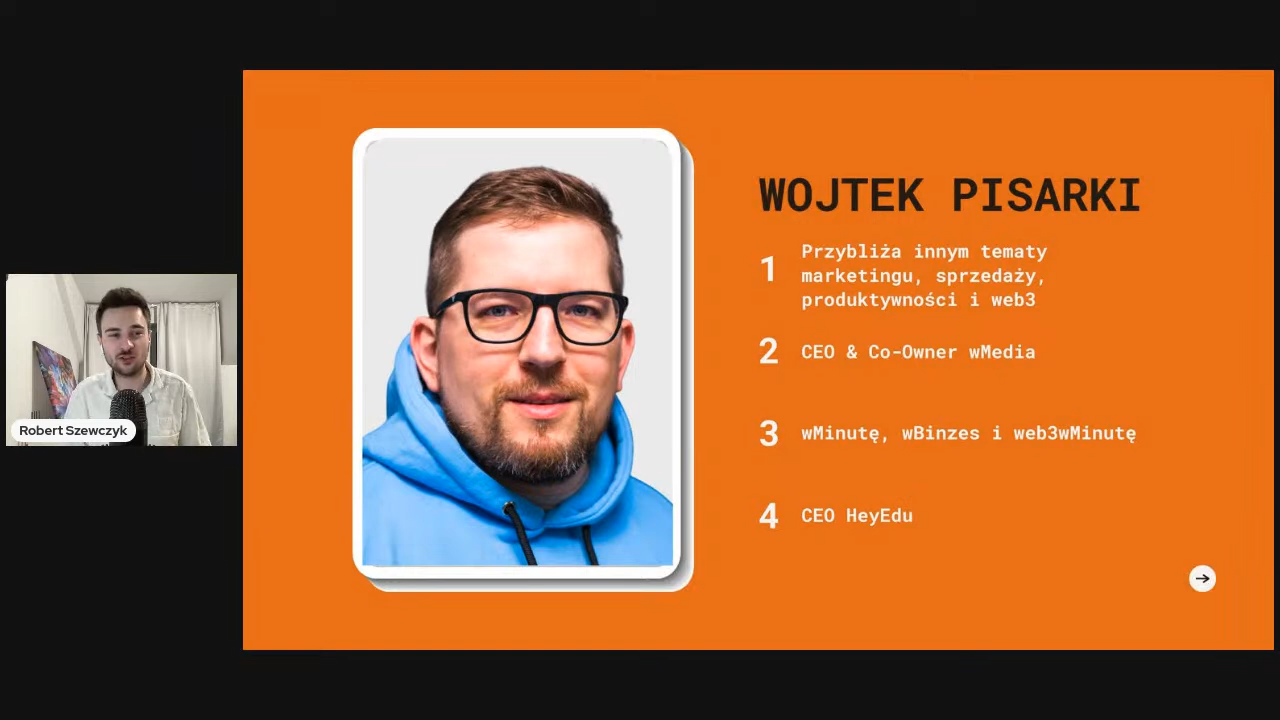 Robert Szewczyk
WOJTEK PISARKI
1
Przybliża innym tematy
marketingu, sprzedaży,
produktywności i web3
2
CEO & Co-Owner wMedia
3
wMinutę, wBinzes i web3wMinutę
4
CEO HeyEdu